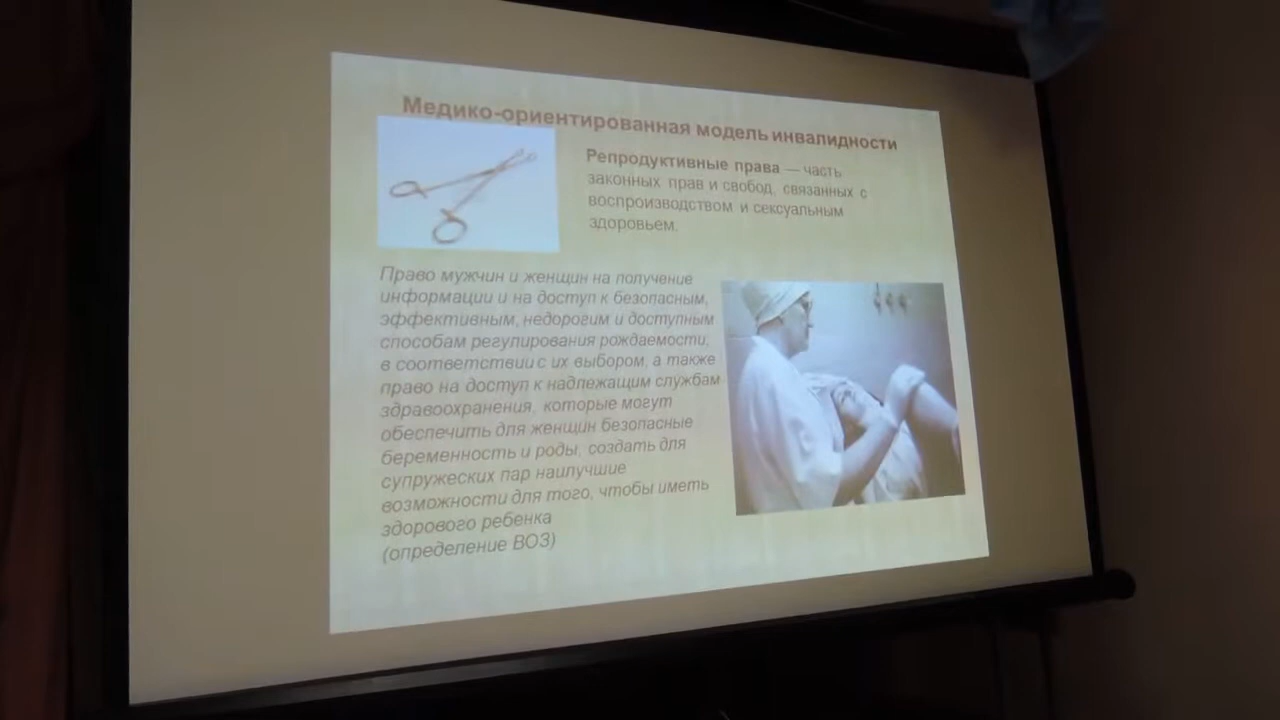 Медико-ориентированная модель инвалидности
Репродуктивные права — часть
законных прав и свобод, связанных с
воспроизводством и сексуальным
здоровьем.
Право мужчин и женщин на получение
информации и на доступ к безопасным,
эффективным, недорогим и доступным
способам регулирования рождаемости,
в соответствии с их выбором, а также
право на доступ к надлежащим службам
здравоохранения, которые могут
обеспечить для женщин безопасные
беременность и роды, создать для
супружеских пар наилучшие
возможности для того, чтобы иметь
здорового ребенка
(определение ВОЗ)